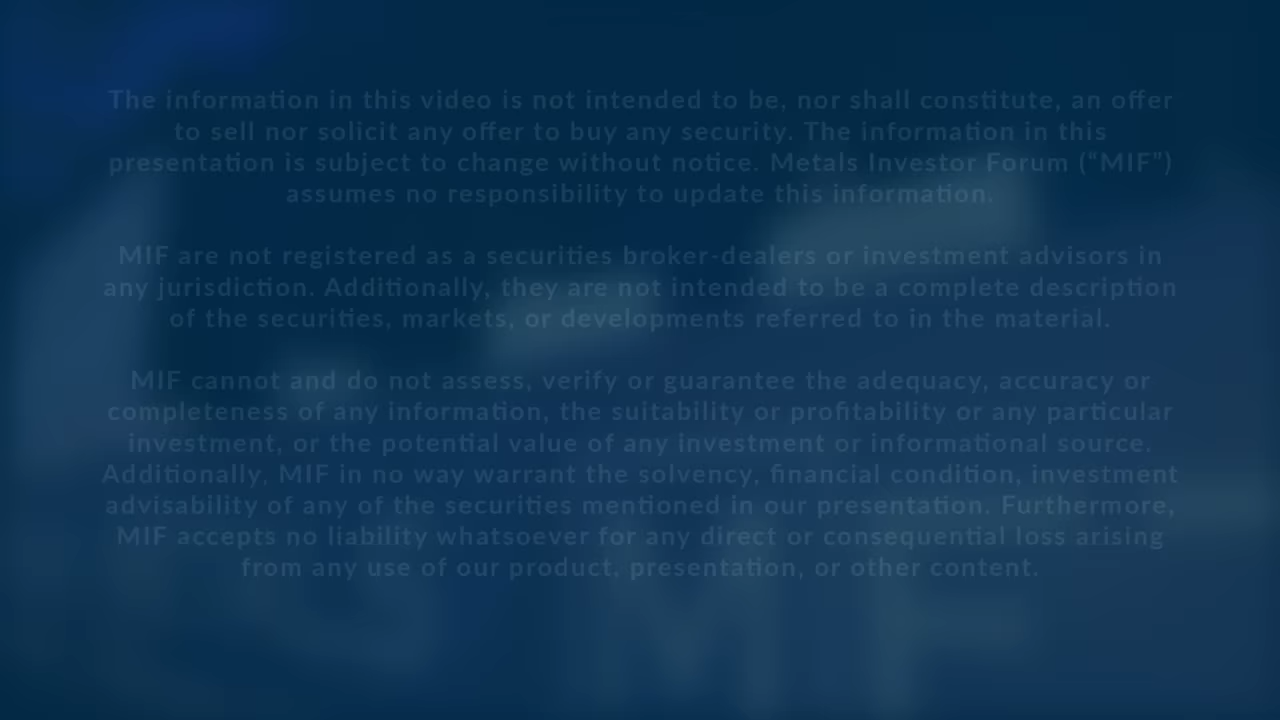 The information in this video is not intended to be, nor shall constitute, an offer
to sell nor solicit any offer to buy any security. The information in this
presentation is subject to change without notice. Metals Investor Forum (“MIF”)
assumes no responsibility to update this information.
MIF are not registered as a securities broker-dealers or investment advisors in
any jurisdiction. Additionally, they are not intended to be a complete description
of the securities, markets, or developments referred to in the material.
MIF cannot and do not assess, verify or guarantee the adequacy, accuracy or
completeness of any information, the suitability or profitability or any particular
investment, or the potential value of any investment or informational source.
Additionally, MIF in no way warrant the solvency, financial condition, investment
advisability of any of the securities mentioned in our presentation. Furthermore,
MIF accepts no liability whatsoever for any direct or consequential loss arising
from any use of our product, presentation, or other content.